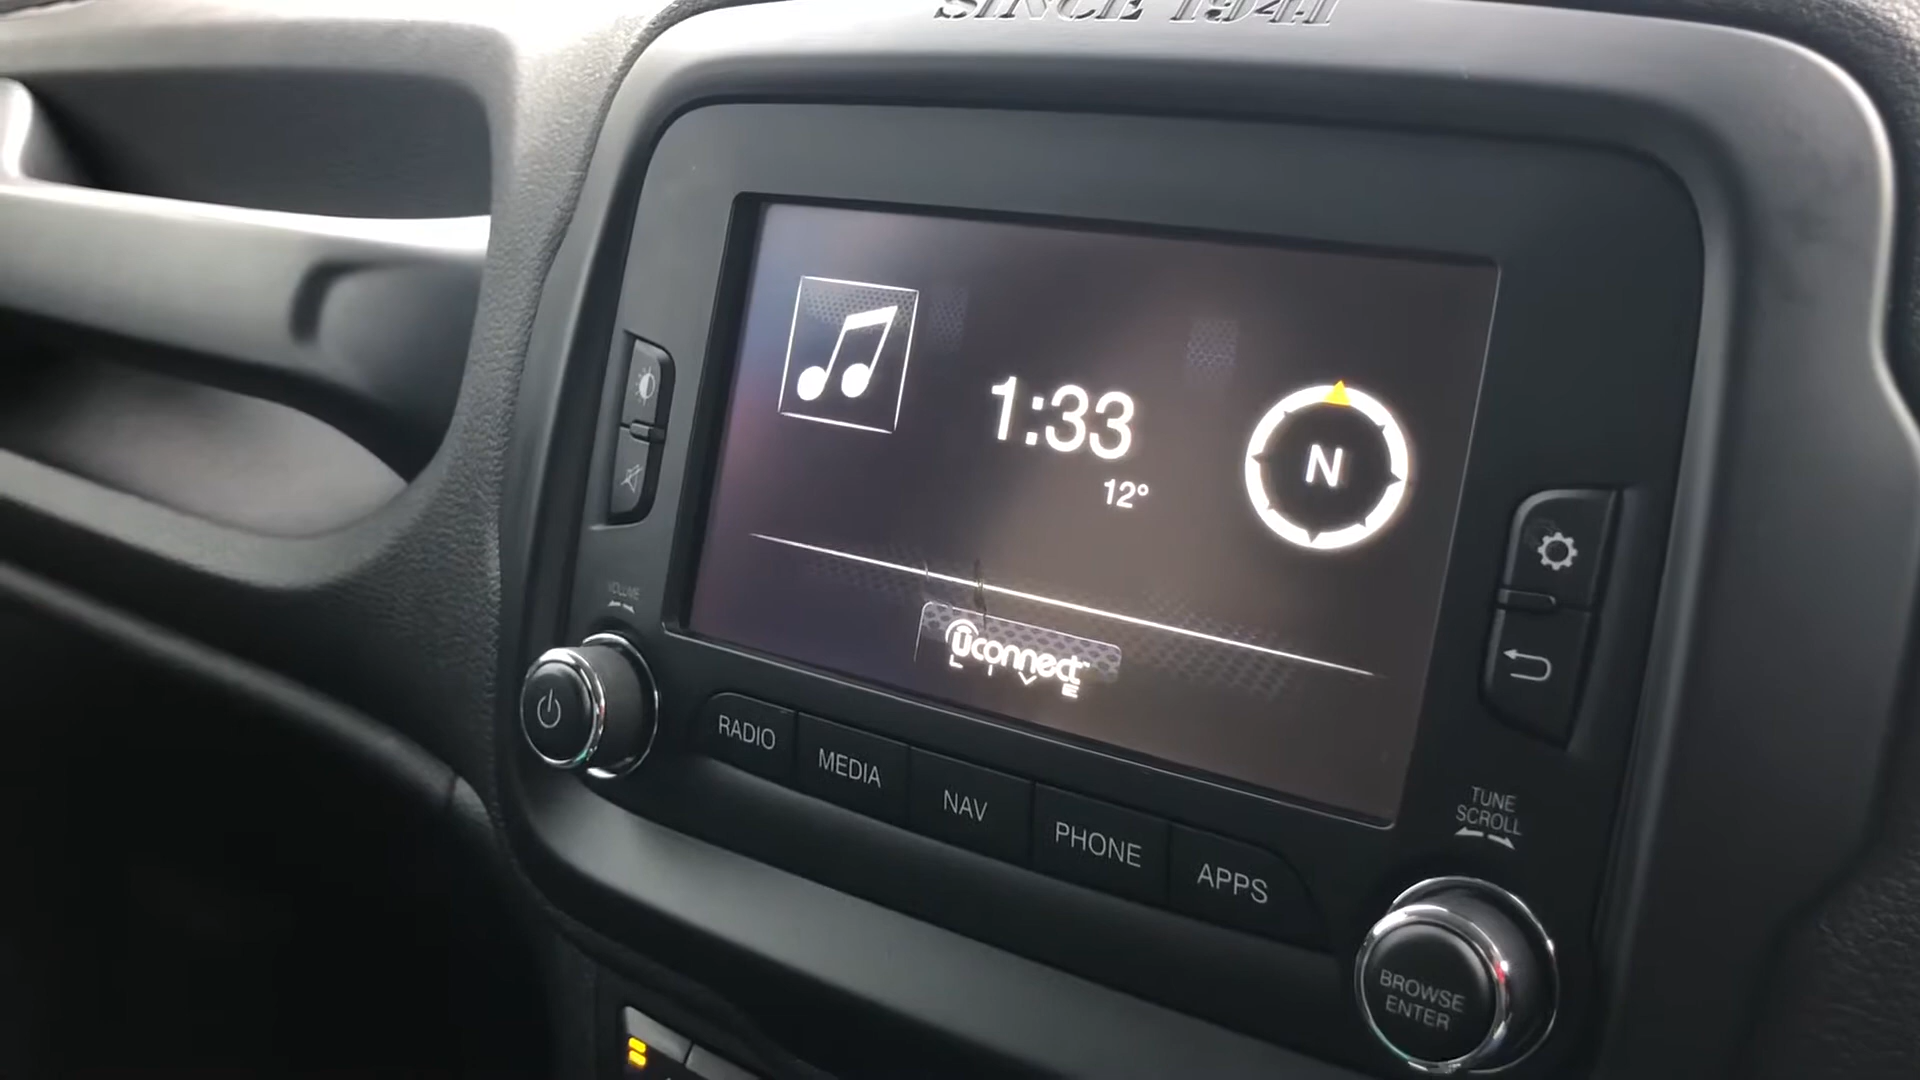 SINCE 1941
1:33
12°
N
uconnect
LIVE
VOLUME
RADIO
MEDIA
NAV
PHONE
APPS
TUNE
SCROLL
BROWSE
ENTER